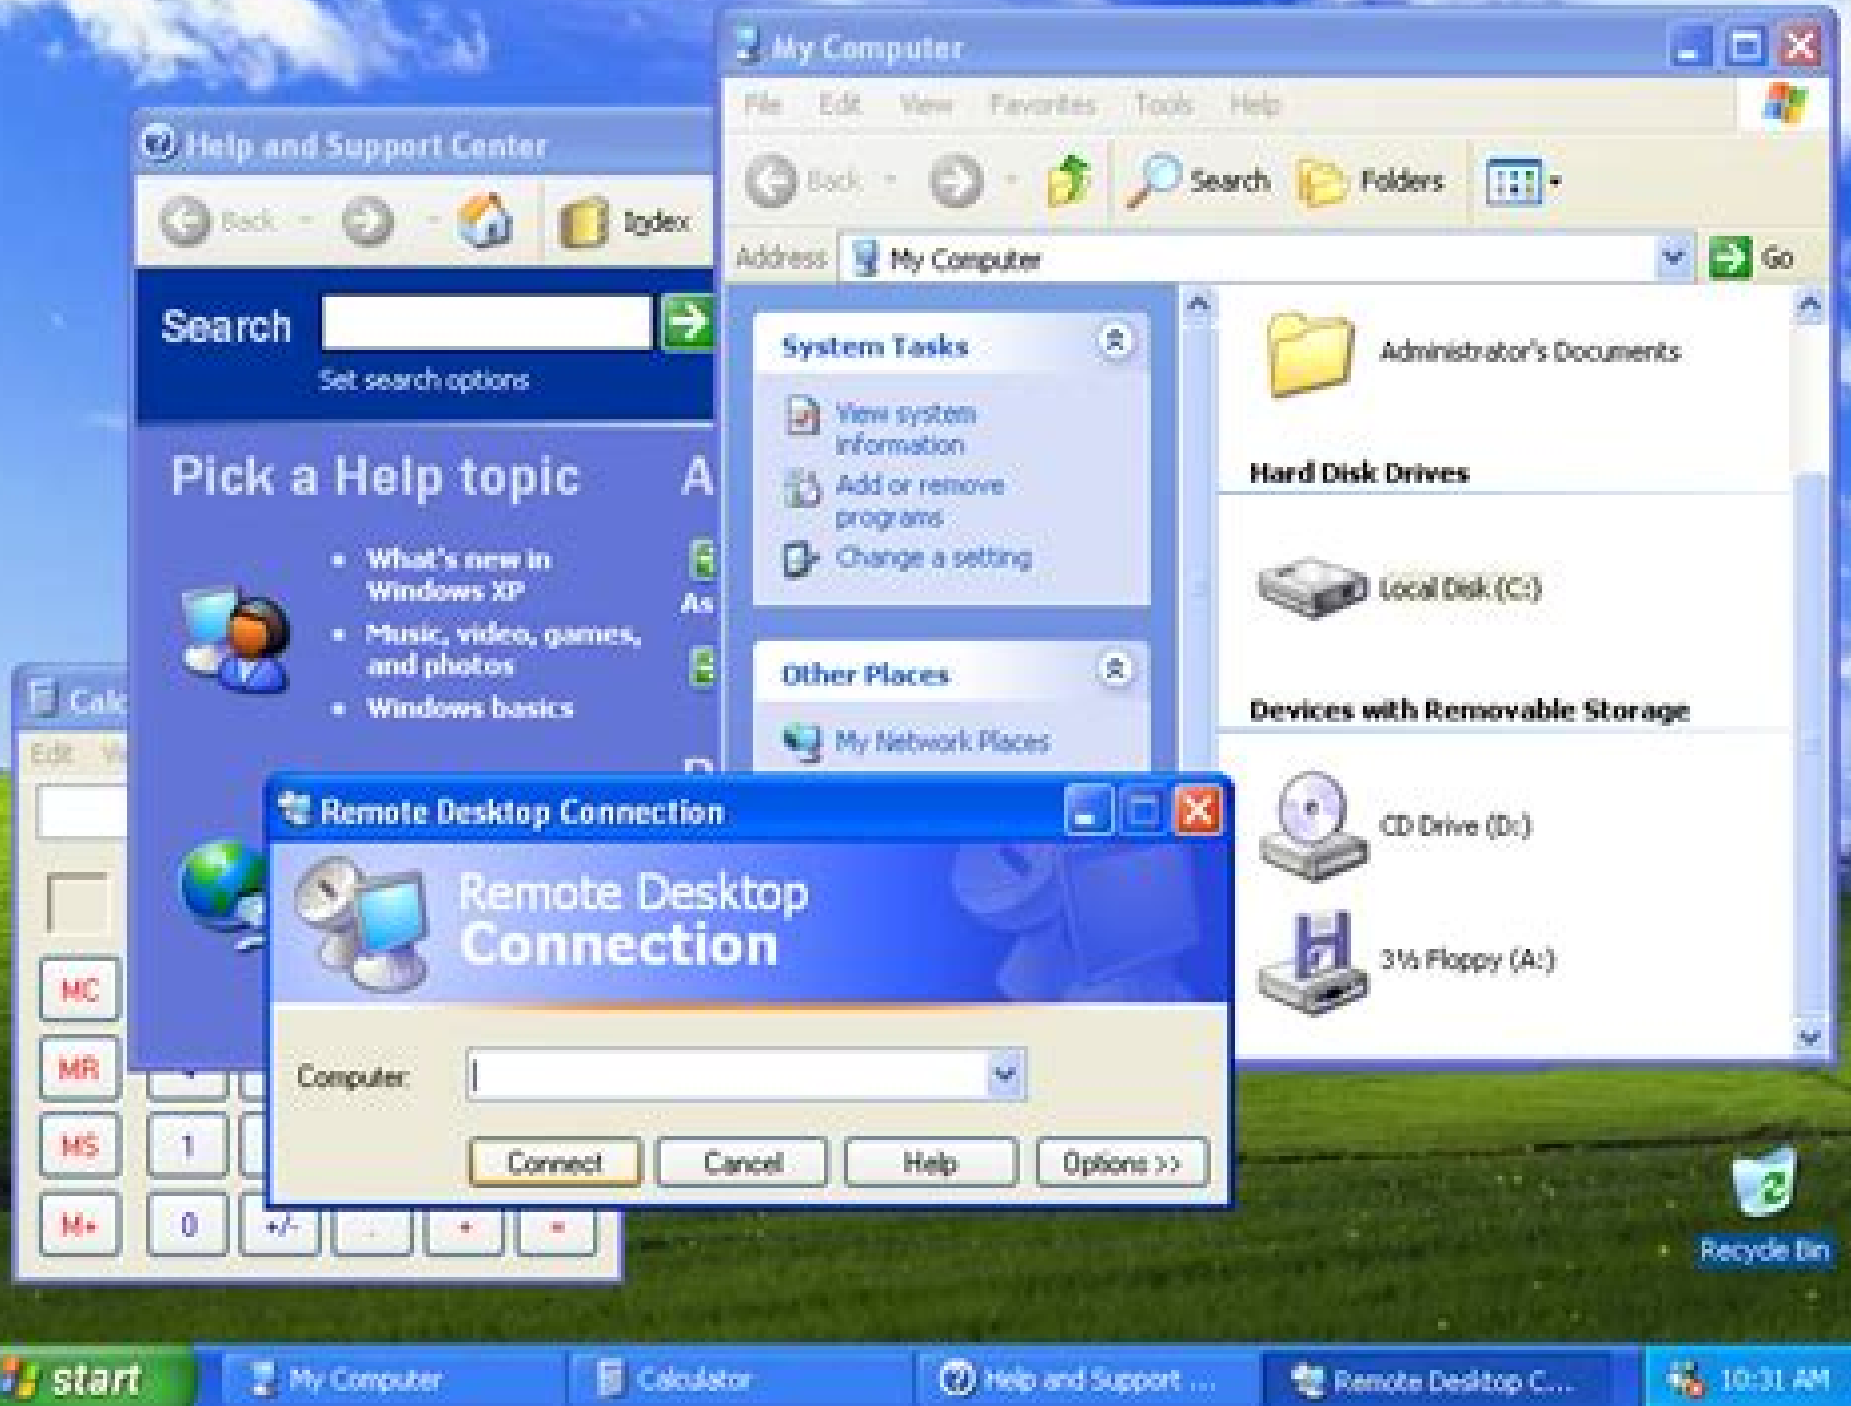 My Computer
File Edit View Favorites Tools Help
Back Search Folders
Address My Computer Go
System Tasks
View system
information
Add or remove
programs
Change a setting
Other Places
My Network Places
Administrator's Documents
Hard Disk Drives
Local Disk (C:)
Devices with Removable Storage
CD Drive (D:)
3½ Floppy (A:)
Help and Support Center
Back Index
Search
Set search options
Pick a Help topic
A
What's new in
Windows XP
As
Music, video, games,
and photos
Windows basics
Calc
Edit
MC
MR
MS 1
M+ 0 +/- . + =
Remote Desktop Connection
Remote Desktop
Connection
Computer:
Connect Cancel Help Options >>
Recycle Bin
start My Computer Calculator Help and Support ... Remote Desktop C... 10:31 AM